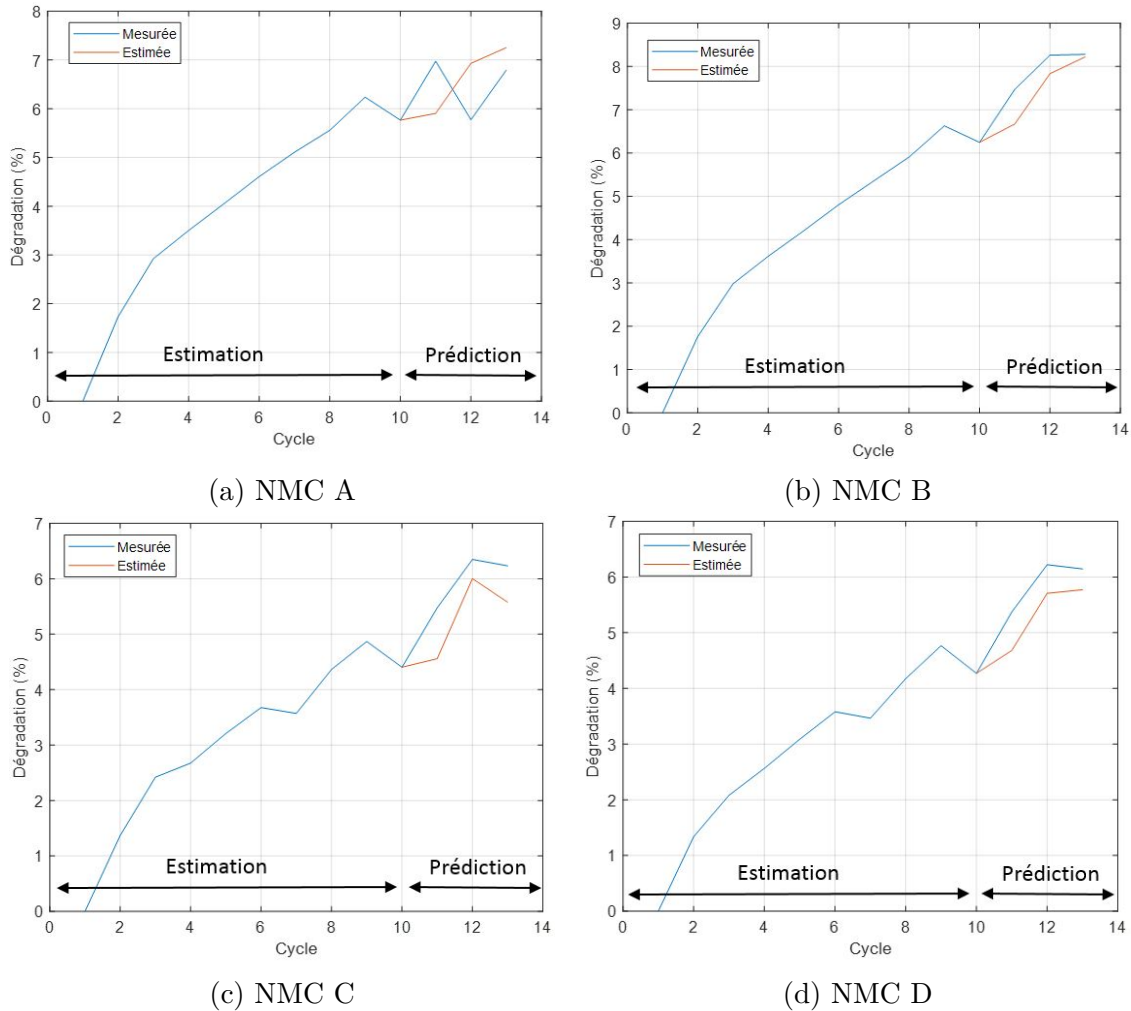 8
7
6
5
4
3
2
1
0
Dégradation (%)
Mesurée
Estimée
Estimation
Prédiction
0 2 4 6 8 10 12 14
Cycle
(a) NMC A
9
8
7
6
5
4
3
2
1
0
Dégradation (%)
Mesurée
Estimée
Estimation
Prédiction
0 2 4 6 8 10 12 14
Cycle
(b) NMC B
7
6
5
4
3
2
1
0
Dégradation (%)
Mesurée
Estimée
Estimation
Prédiction
0 2 4 6 8 10 12 14
Cycle
(c) NMC C
7
6
5
4
3
2
1
0
Dégradation (%)
Mesurée
Estimée
Estimation
Prédiction
0 2 4 6 8 10 12 14
Cycle
(d) NMC D